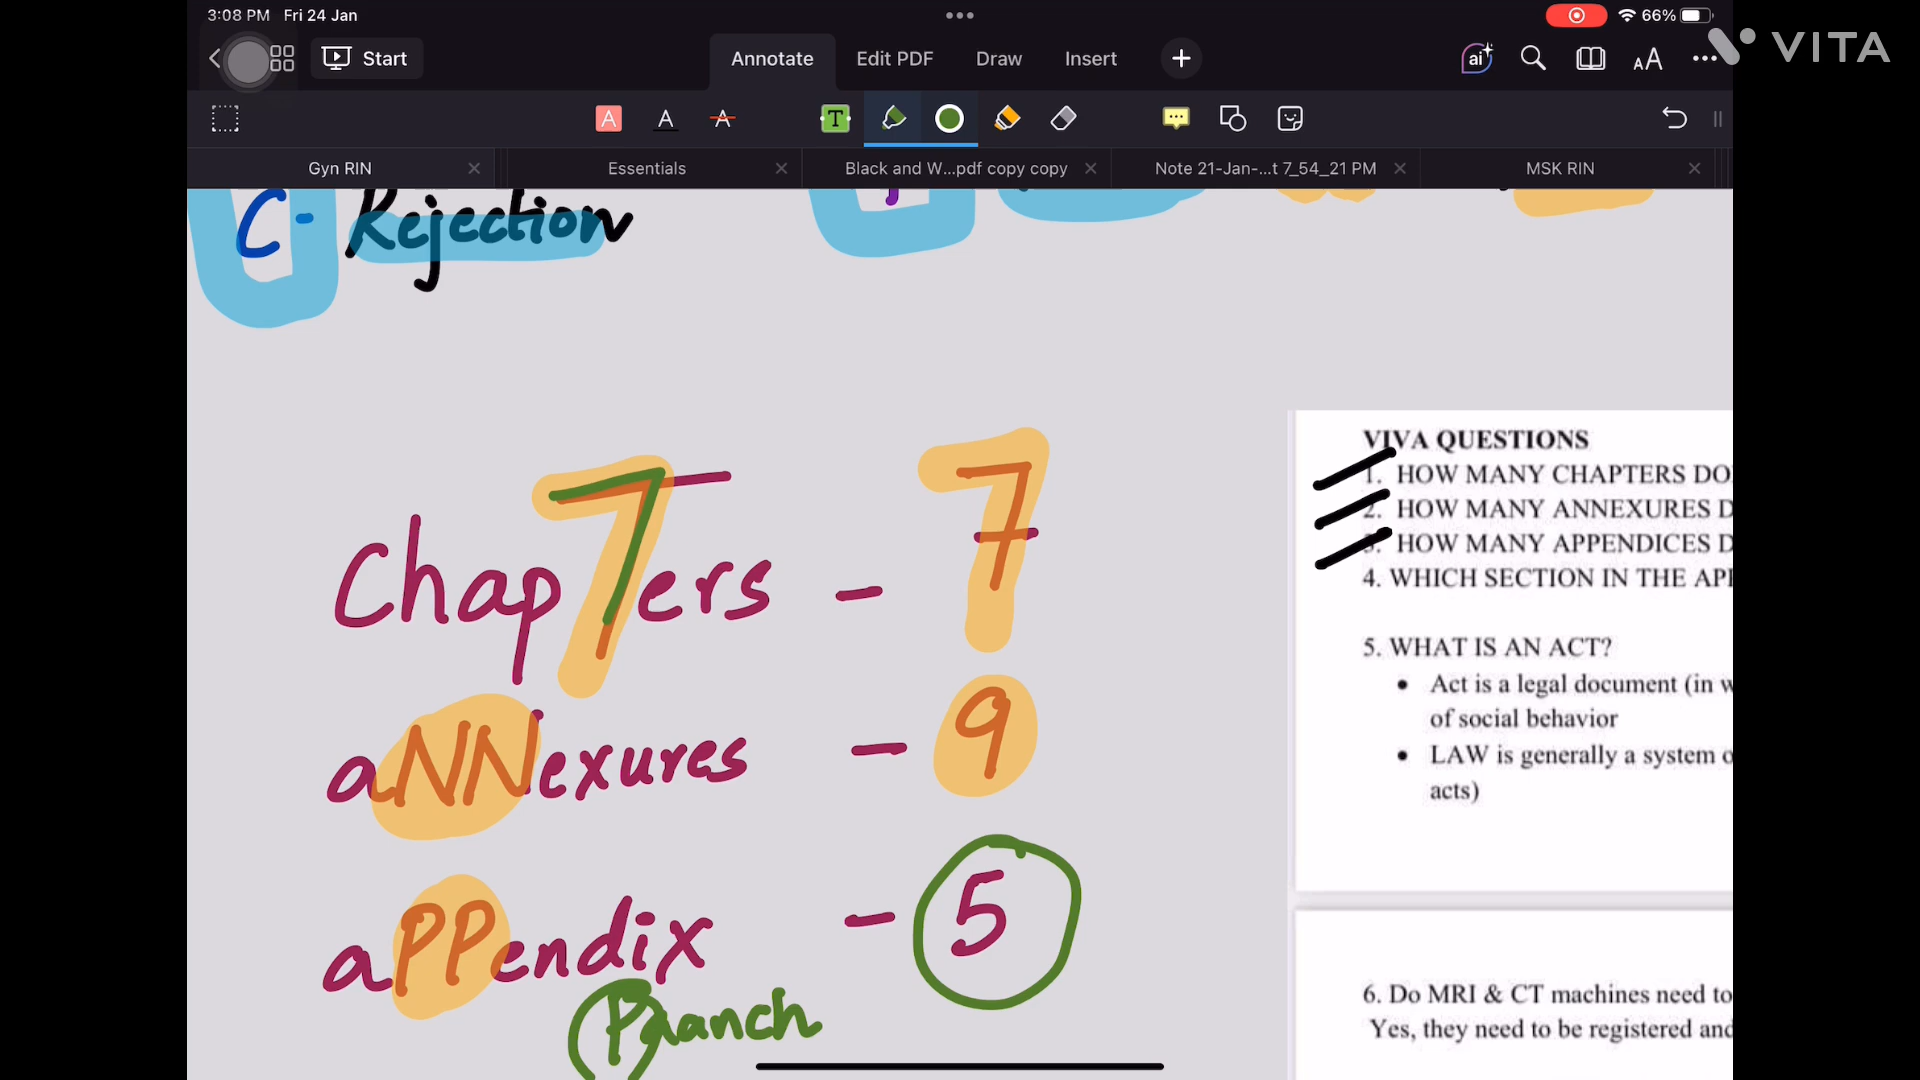 3:08 PM Fri 24 Jan
66%
VITA
Start
Annotate
Edit PDF
Draw
Insert
ai
AA
Gyn RIN
Essentials
Black and W...pdf copy copy
Note 21-Jan-...t 7_54_21 PM
MSK RIN
C - Rejection
ChapTers - 7
aNNexures - 9
aPPendix - 5
Paanch
VIVA QUESTIONS
1. HOW MANY CHAPTERS DO
2. HOW MANY ANNEXURES D
3. HOW MANY APPENDICES D
4. WHICH SECTION IN THE
5. WHAT IS AN ACT?
• Act is a legal document (in
of social behavior
• LAW is generally a system
acts)
6. Do MRI & CT machines need to
Yes, they need to be registered and